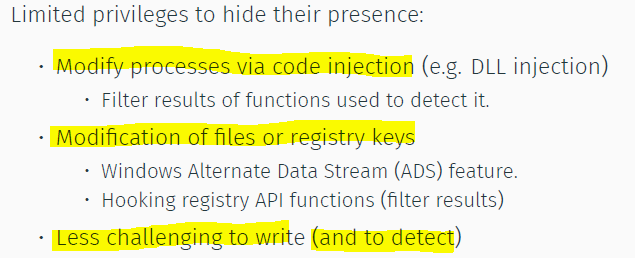 Limited privileges to hide their presence:
• Modify processes via code injection (e.g. DLL injection)
• Filter results of functions used to detect it.
• Modification of files or registry keys
• Windows Alternate Data Stream (ADS) feature.
• Hooking registry API functions (filter results)
• Less challenging to write (and to detect)